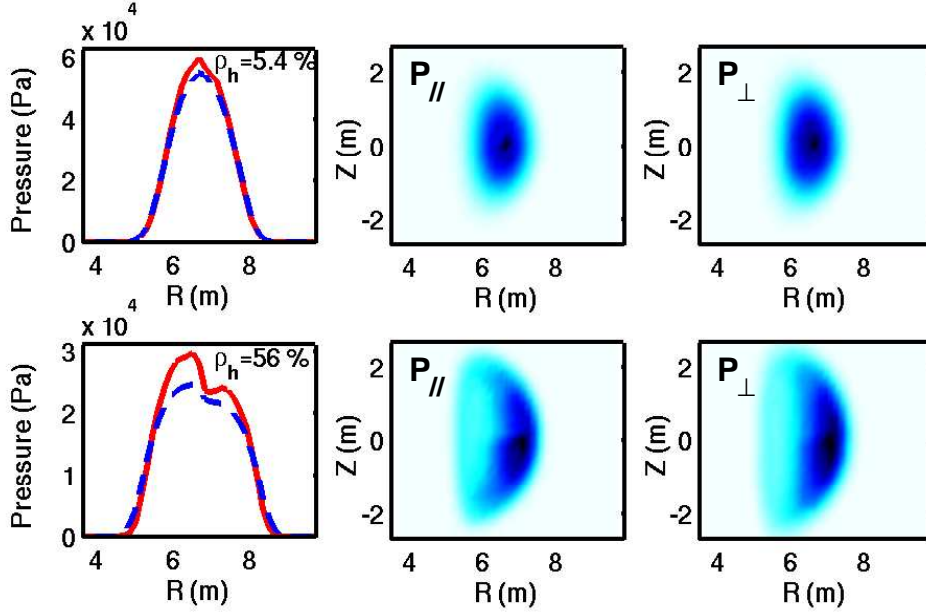 x 10 4
Pressure (Pa)
6
4
2
0
4 6 8
R (m)
ρh=5.4 %
P//
Z (m)
2
0
-2
4 6 8
R (m)
P⊥
Z (m)
2
0
-2
4 6 8
R (m)
x 10 4
Pressure (Pa)
3
2
1
0
4 6 8
R (m)
ρh=56 %
P//
Z (m)
2
0
-2
4 6 8
R (m)
P⊥
Z (m)
2
0
-2
4 6 8
R (m)